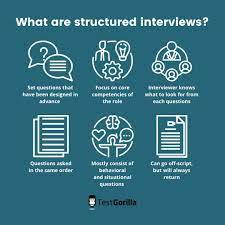 What are structured interviews?
Set questions
that have been designed in
advance
Focus on core
competencies of
the role
Interviewer knows
what to look for from
each questions
Questions asked
in the same order
Mostly consist of
behavioral
and situational
questions
Can go off-script,
but will always
return
TestGorilla